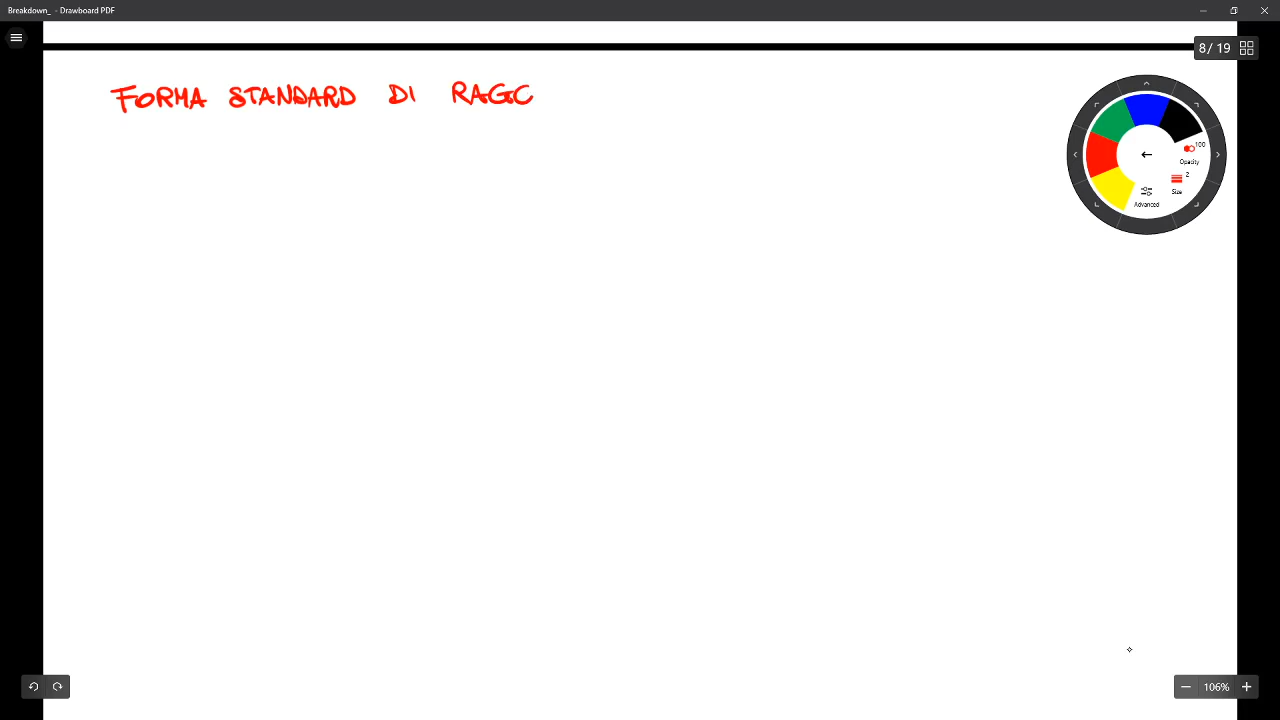 Breakdown_ - Drawboard PDF
8 / 19
FORMA STANDARD DI RAGC
100
Opacity
2
Size
Advanced
106%